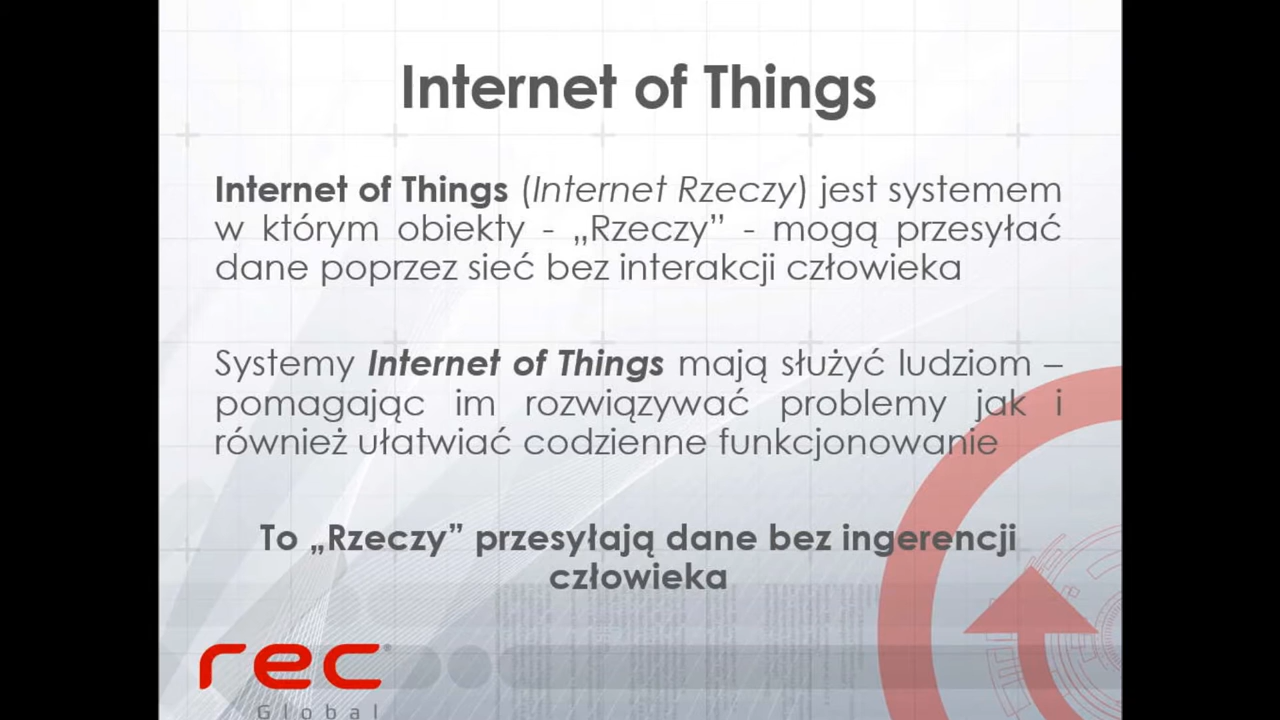 Internet of Things
Internet of Things (Internet Rzeczy) jest systemem
w którym obiekty - „Rzeczy” - mogą przesyłać
dane poprzez sieć bez interakcji człowieka
Systemy Internet of Things mają służyć ludziom –
pomagając im rozwiązywać problemy jak i
również ułatwiać codzienne funkcjonowanie
To „Rzeczy” przesyłają dane bez ingerencji
człowieka
rec®
Global